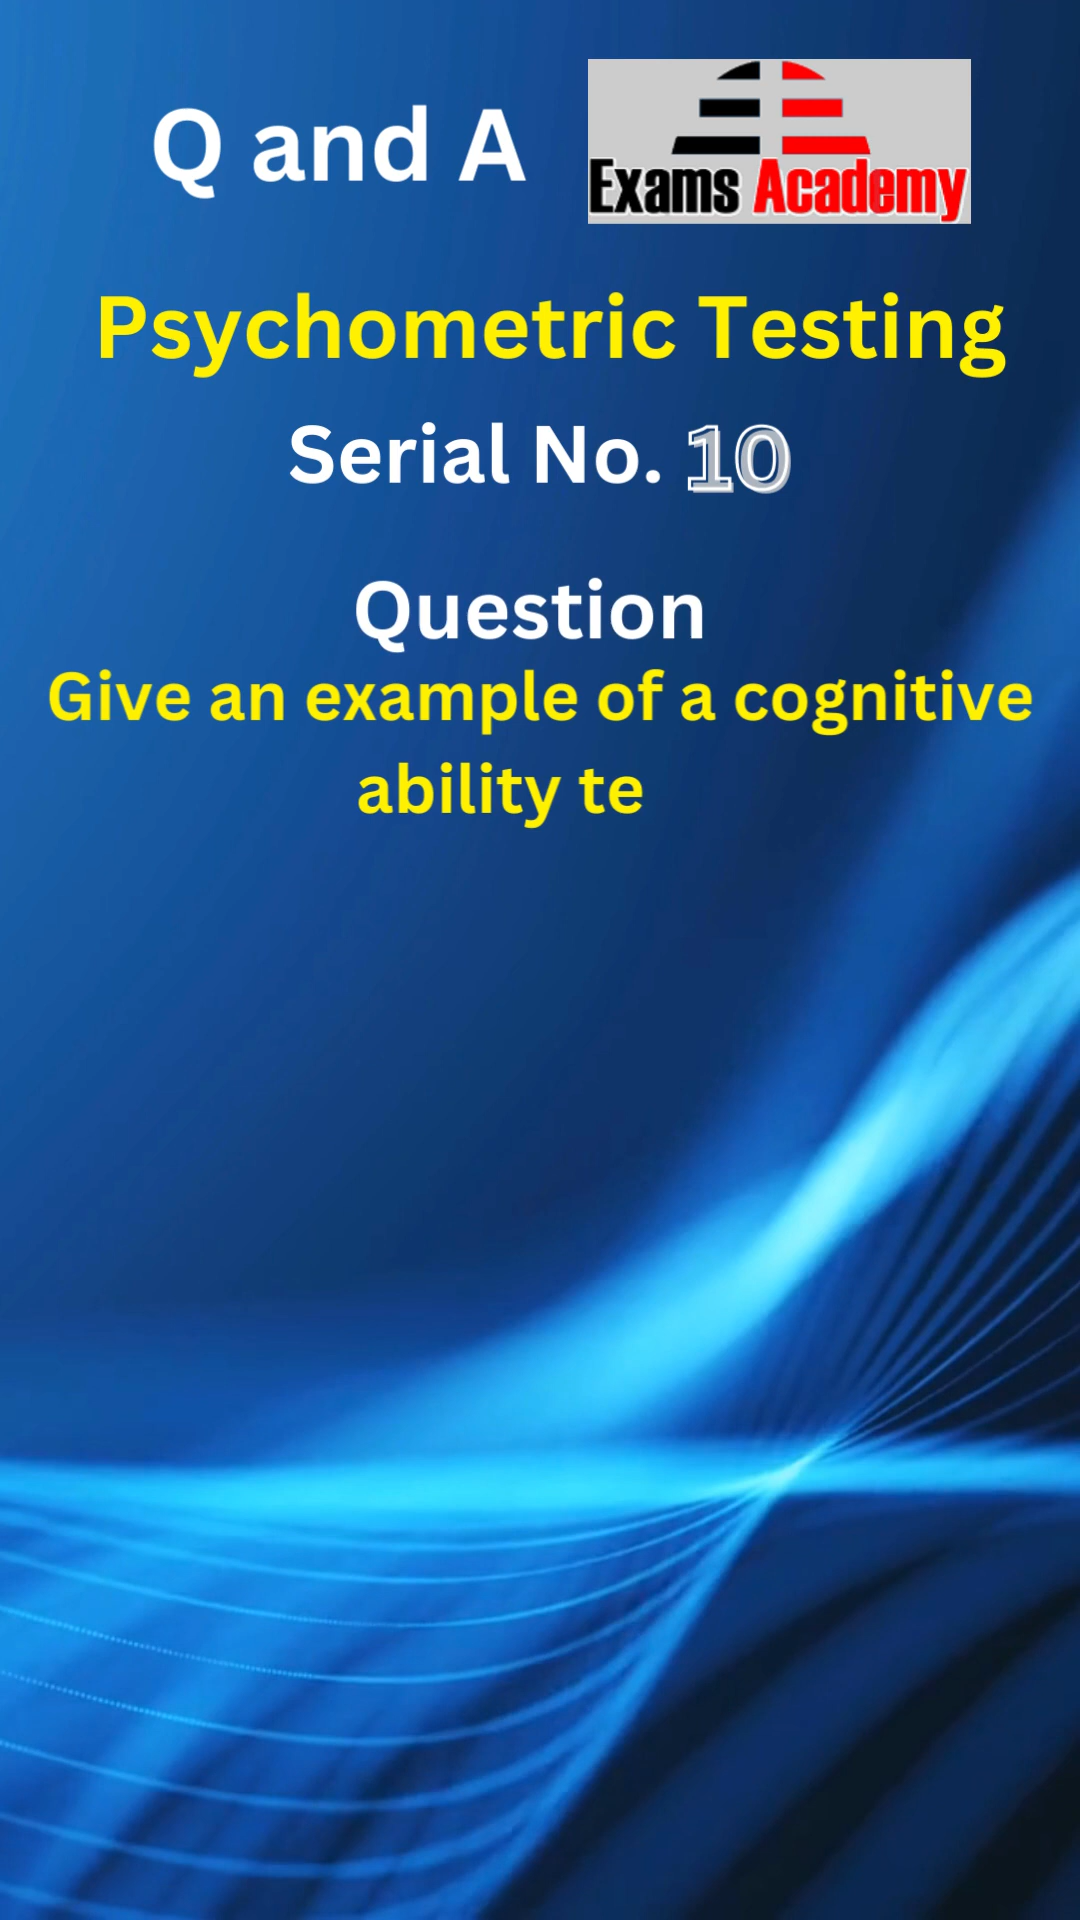 Q and A
Exams Academy
Psychometric Testing
Serial No. 10
Question
Give an example of a cognitive
ability te